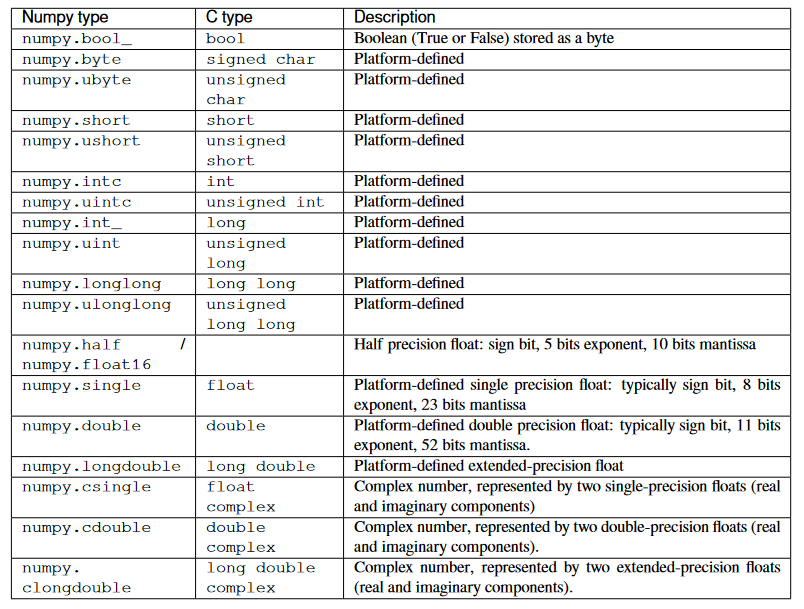 Numpy type C type Description
numpy.bool_ bool Boolean (True or False) stored as a byte
numpy.byte signed char Platform-defined
numpy.ubyte unsigned Platform-defined
char
numpy.short short Platform-defined
numpy.ushort unsigned Platform-defined
short
numpy.intc int Platform-defined
numpy.uintc unsigned int Platform-defined
numpy.int_ long Platform-defined
numpy.uint unsigned Platform-defined
long
numpy.longlong long long Platform-defined
numpy.ulonglong unsigned Platform-defined
long long
numpy.half / Half precision float: sign bit, 5 bits exponent, 10 bits mantissa
numpy.float16
numpy.single float Platform-defined single precision float: typically sign bit, 8 bits
exponent, 23 bits mantissa
numpy.double double Platform-defined double precision float: typically sign bit, 11 bits
exponent, 52 bits mantissa.
numpy.longdouble long double Platform-defined extended-precision float
numpy.csingle float Complex number, represented by two single-precision floats (real
complex and imaginary components)
numpy.cdouble double Complex number, represented by two double-precision floats (real
complex and imaginary components).
numpy. long double Complex number, represented by two extended-precision floats
clongdouble complex (real and imaginary components).